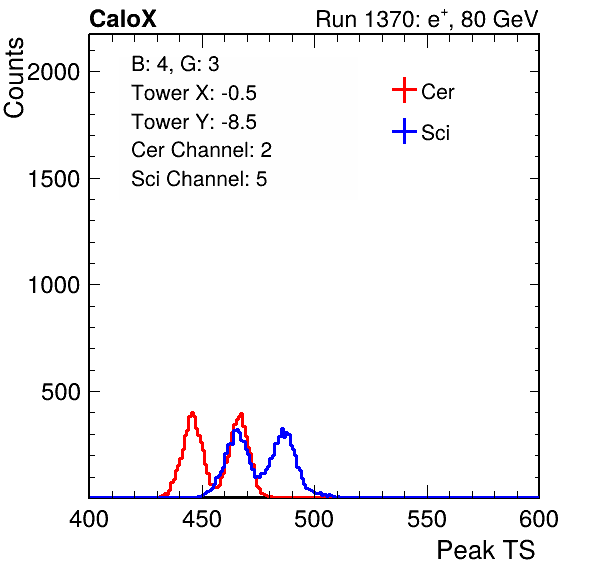 CaloX Run 1370: e⁺, 80 GeV
Counts
B: 4, G: 3
Tower X: -0.5
Tower Y: -8.5
Cer Channel: 2
Sci Channel: 5
Cer
Sci
2000
1500
1000
500
400 450 500 550 600
Peak TS